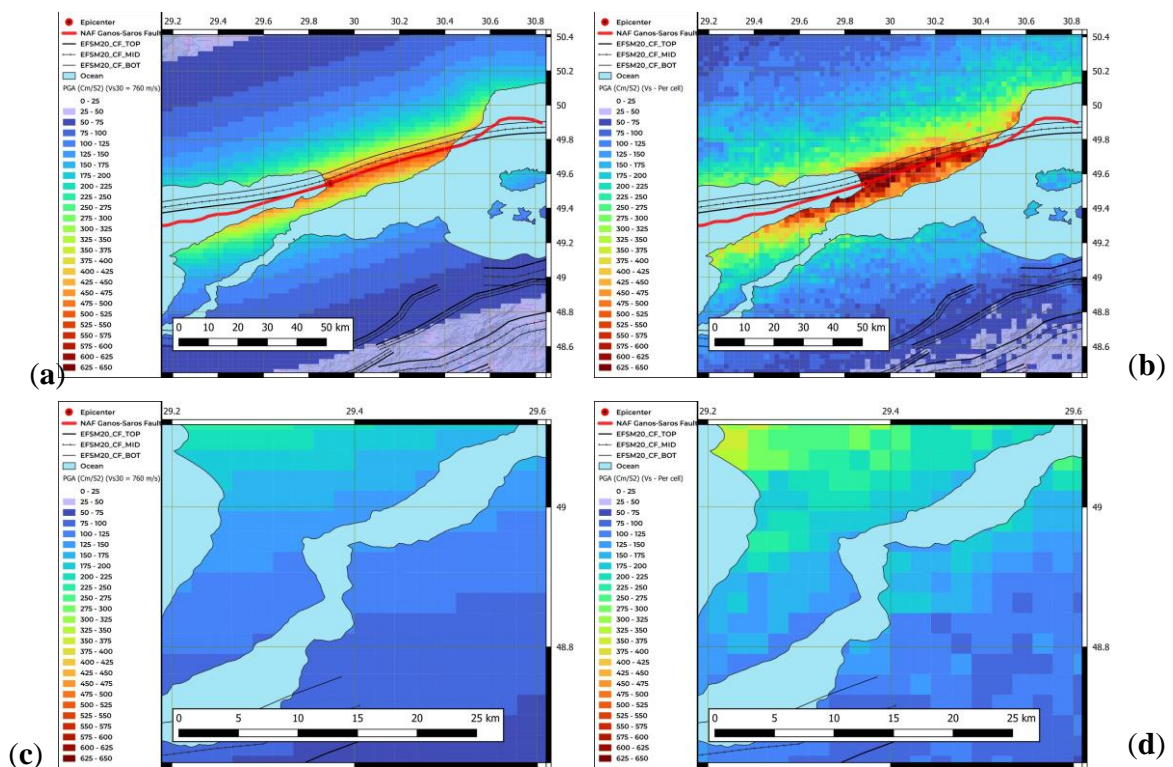 29.2 29.4 29.6 29.8 30 30.2 30.4 30.6 30.8
Epicenter
NAF Ganos-Saros Fault
EFSM20_CF_TOP
EFSM20_CF_MID
EFSM20_CF_BOT
Ocean
PGA (Cm/S2) (Vs30 = 760 m/s)
0 - 25
25 - 50
50 - 75
75 - 100
100 - 125
125 - 150
150 - 175
175 - 200
200 - 225
225 - 250
250 - 275
275 - 300
300 - 325
325 - 350
350 - 375
375 - 400
400 - 425
425 - 450
450 - 475
475 - 500
500 - 525
525 - 550
550 - 575
575 - 600
600 - 625
625 - 650
50.4
50.2
50
49.8
49.6
49.4
49.2
49
48.8
48.6
0 10 20 30 40 50 km
(a)
29.2 29.4 29.6 29.8 30 30.2 30.4 30.6 30.8
Epicenter
NAF Ganos-Saros Fault
EFSM20_CF_TOP
EFSM20_CF_MID
EFSM20_CF_BOT
Ocean
PGA (Cm/S2) (Vs - Per cell)
0 - 25
25 - 50
50 - 75
75 - 100
100 - 125
125 - 150
150 - 175
175 - 200
200 - 225
225 - 250
250 - 275
275 - 300
300 - 325
325 - 350
350 - 375
375 - 400
400 - 425
425 - 450
450 - 475
475 - 500
500 - 525
525 - 550
550 - 575
575 - 600
600 - 625
625 - 650
50.4
50.2
50
49.8
49.6
49.4
49.2
49
48.8
48.6
0 10 20 30 40 50 km
(b)
29.2 29.4 29.6
Epicenter
NAF Ganos-Saros Fault
EFSM20_CF_TOP
EFSM20_CF_MID
EFSM20_CF_BOT
Ocean
PGA (Cm/S2) (Vs30 = 760 m/s)
0 - 25
25 - 50
50 - 75
75 - 100
100 - 125
125 - 150
150 - 175
175 - 200
200 - 225
225 - 250
250 - 275
275 - 300
300 - 325
325 - 350
350 - 375
375 - 400
400 - 425
425 - 450
450 - 475
475 - 500
500 - 525
525 - 550
550 - 575
575 - 600
600 - 625
625 - 650
49
48.8
0 5 10 15 20 25 km
(c)
29.2 29.4 29.6
Epicenter
NAF Ganos-Saros Fault
EFSM20_CF_TOP
EFSM20_CF_MID
EFSM20_CF_BOT
Ocean
PGA (Cm/S2) (Vs - Per cell)
0 - 25
25 - 50
50 - 75
75 - 100
100 - 125
125 - 150
150 - 175
175 - 200
200 - 225
225 - 250
250 - 275
275 - 300
300 - 325
325 - 350
350 - 375
375 - 400
400 - 425
425 - 450
450 - 475
475 - 500
500 - 525
525 - 550
550 - 575
575 - 600
600 - 625
625 - 650
49
48.8
0 5 10 15 20 25 km
(d)